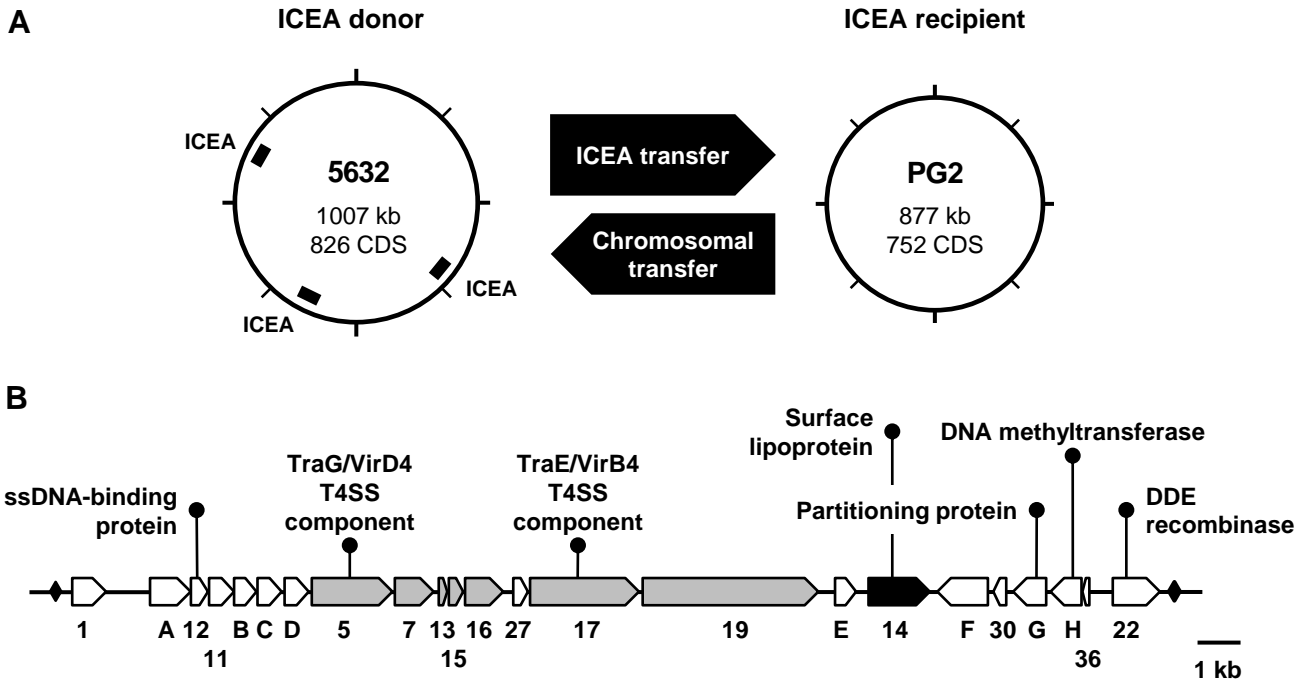 A
ICEA donor
ICEA recipient
ICEA
5632
1007 kb
826 CDS
ICEA
ICEA
ICEA transfer
Chromosomal
transfer
PG2
877 kb
752 CDS
B
ssDNA-binding
protein
TraG/VirD4
T4SS
component
TraE/VirB4
T4SS
component
Surface
lipoprotein
DNA methyltransferase
Partitioning protein
DDE
recombinase
1 A 12 B C D 5 7 13 16 27 17 19 E 14 F 30 G H 22
11 15 36
1 kb